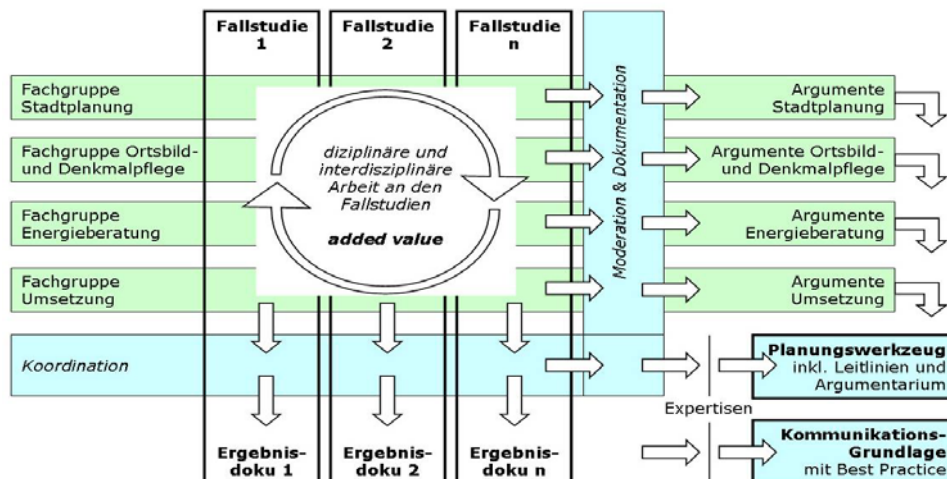 Fallstudie
1
Fallstudie
2
Fallstudie
n
Fachgruppe
Stadtplanung
Fachgruppe Ortsbild-
und Denkmalpflege
Fachgruppe
Energieberatung
Fachgruppe
Umsetzung
Koordination
diziplinäre und
interdisziplinäre
Arbeit an den
Fallstudien
added value
Moderation & Dokumentation
Argumente
Stadtplanung
Argumente Ortsbild-
und Denkmalpflege
Argumente
Energieberatung
Argumente
Umsetzung
Expertisen
Planungswerkzeug
inkl. Leitlinien und
Argumentarium
Kommunikations-
Grundlage
mit Best Practice
Ergebnis-
doku 1
Ergebnis-
doku 2
Ergebnis-
doku n